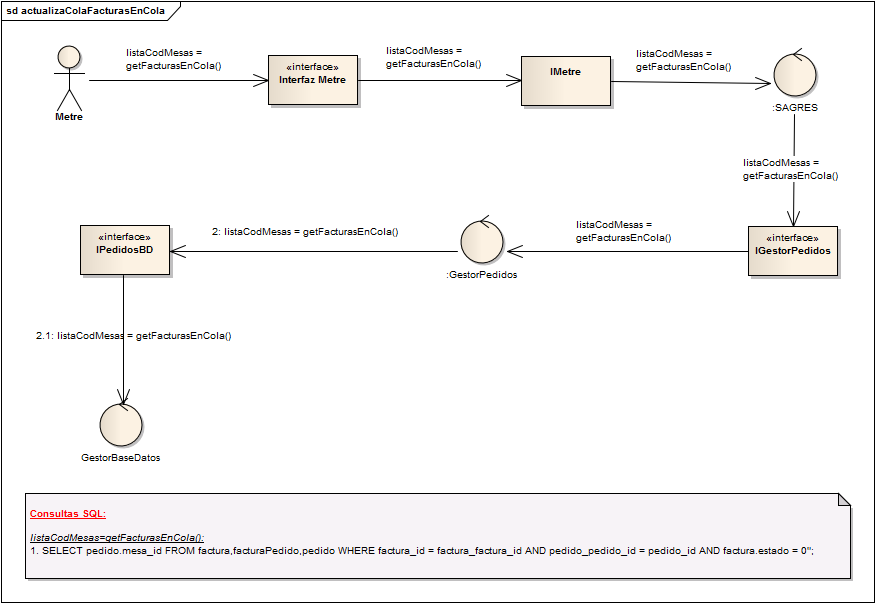 sd actualizaColaFacturasEnCola
listaCodMesas =
getFacturasEnCola()
Metre
«interface»
Interfaz Metre
listaCodMesas =
getFacturasEnCola()
IMetre
listaCodMesas =
getFacturasEnCola()
:SAGRES
listaCodMesas =
getFacturasEnCola()
«interface»
IGestorPedidos
listaCodMesas =
getFacturasEnCola()
:GestorPedidos
2: listaCodMesas = getFacturasEnCola()
«interface»
IPedidosBD
2.1: listaCodMesas = getFacturasEnCola()
GestorBaseDatos
Consultas SQL:
listaCodMesas=getFacturasEnCola():
1. SELECT pedido.mesa_id FROM factura,facturaPedido,pedido WHERE factura_id = factura_factura_id AND pedido_pedido_id = pedido_id AND factura.estado = 0";